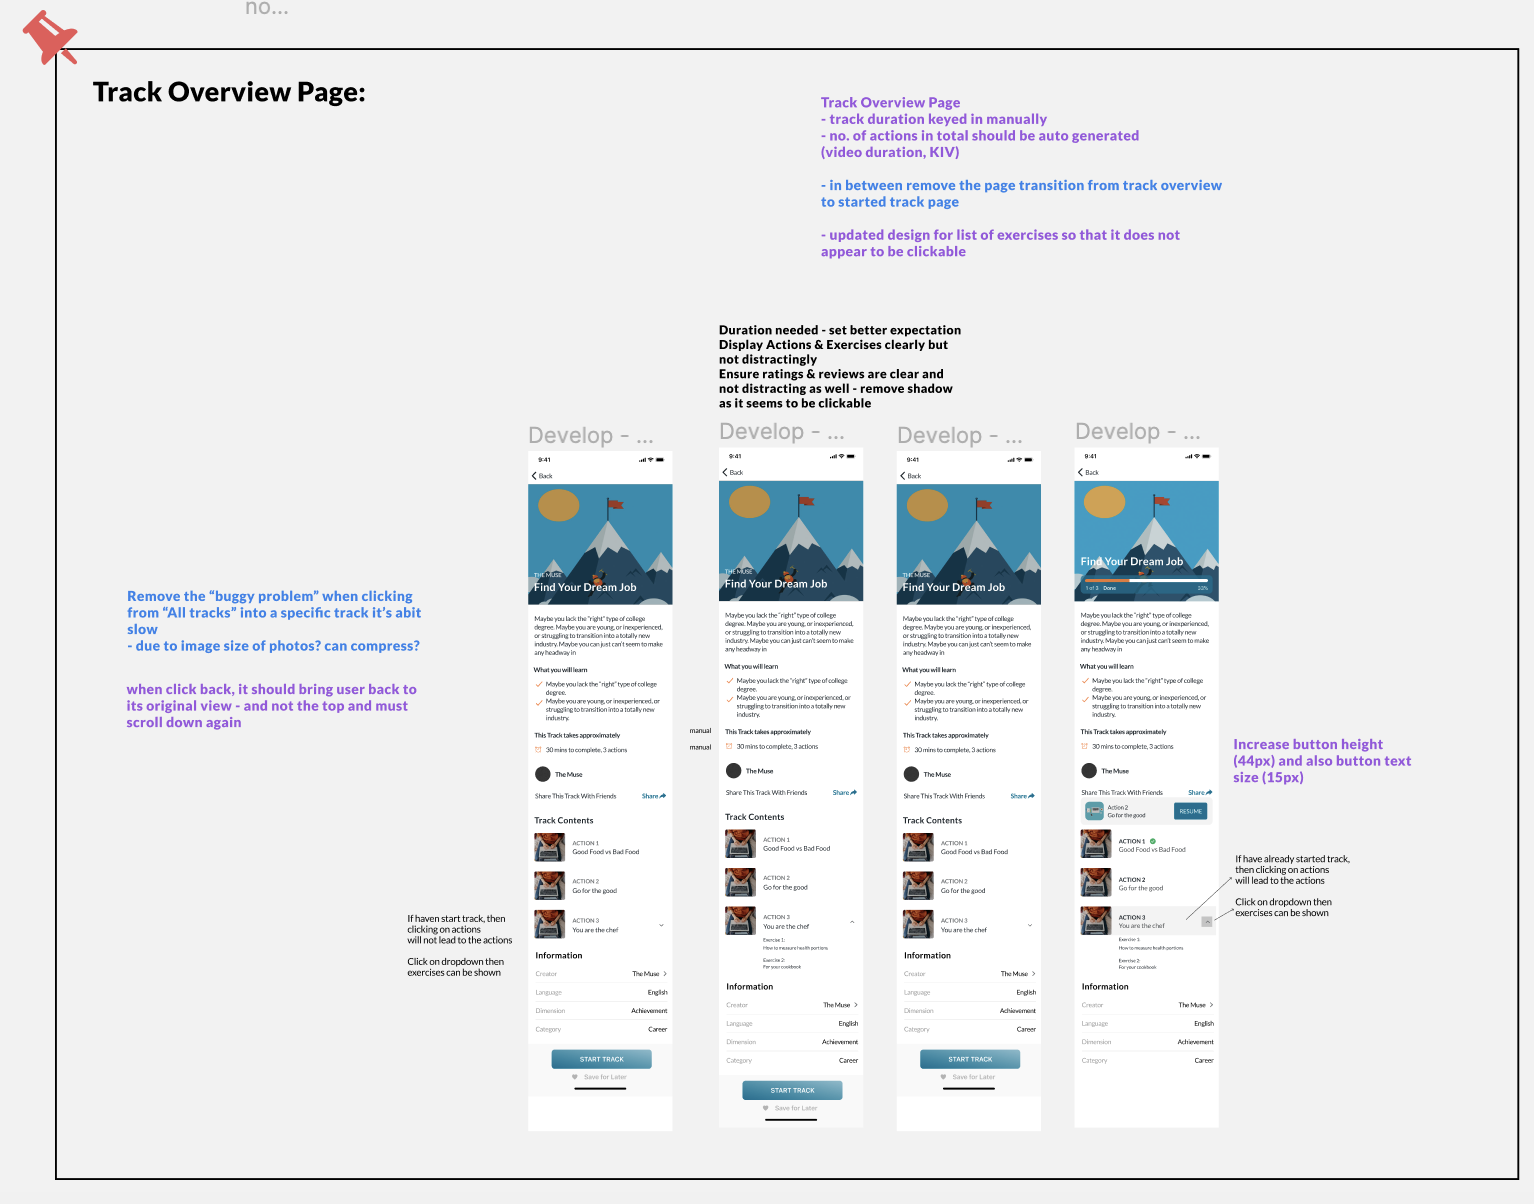 no...
Track Overview Page:
Track Overview Page
- track duration keyed in manually
- no. of actions in total should be auto generated
(video duration, KIV)
- in between remove the page transition from track overview
to started track page
- updated design for list of exercises so that it does not
appear to be clickable
Duration needed - set better expectation
Display Actions & Exercises clearly but
not distractingly
Ensure ratings & reviews are clear and
not distracting as well - remove shadow
as it seems to be clickable
Remove the “buggy problem” when clicking
from “All tracks” into a specific track it’s abit
slow
- due to image size of photos? can compress?
when click back, it should bring user back to
its original view - and not the top and must
scroll down again
If haven start track, then
clicking on actions
will not lead to the actions
Click on dropdown then
exercises can be shown
Develop - ...
9:41
Back
THE MUSE
Find Your Dream Job
Maybe you lack the “right” type of college
degree. Maybe you are young, or inexperienced,
or struggling to transition into a totally new
industry. Maybe you can just can't seem to make
any headway in
What you will learn
Maybe you lack the “right” type of college
degree.
Maybe you are young, or inexperienced, or
struggling to transition into a totally new
industry.
This Track takes approximately
30 mins to complete, 3 actions
The Muse
Share This Track With Friends
Share
Track Contents
ACTION 1
Good Food vs Bad Food
ACTION 2
Go for the good
ACTION 3
You are the chef
Information
Creator
The Muse
Language
English
Dimension
Achievement
Category
Career
START TRACK
Save for Later
manual
manual
Develop - ...
9:41
Back
THE MUSE
Find Your Dream Job
Maybe you lack the “right” type of college
degree. Maybe you are young, or inexperienced,
or struggling to transition into a totally new
industry. Maybe you can just can't seem to make
any headway in
What you will learn
Maybe you lack the “right” type of college
degree.
Maybe you are young, or inexperienced, or
struggling to transition into a totally new
industry.
This Track takes approximately
30 mins to complete, 3 actions
The Muse
Share This Track With Friends
Share
Track Contents
ACTION 1
Good Food vs Bad Food
ACTION 2
Go for the good
ACTION 3
You are the chef
Exercise 1:
How to measure health portions
Exercise 2:
For your cookbook
Information
Creator
The Muse
Language
English
Dimension
Achievement
Category
Career
START TRACK
Save for Later
Develop - ...
9:41
Back
THE MUSE
Find Your Dream Job
Maybe you lack the “right” type of college
degree. Maybe you are young, or inexperienced,
or struggling to transition into a totally new
industry. Maybe you can just can't seem to make
any headway in
What you will learn
Maybe you lack the “right” type of college
degree.
Maybe you are young, or inexperienced, or
struggling to transition into a totally new
industry.
This Track takes approximately
30 mins to complete, 3 actions
The Muse
Share This Track With Friends
Share
Track Contents
ACTION 1
Good Food vs Bad Food
ACTION 2
Go for the good
ACTION 3
You are the chef
Information
Creator
The Muse
Language
English
Dimension
Achievement
Category
Career
START TRACK
Save for Later
Develop - ...
9:41
Back
Find Your Dream Job
1 of 3 Done
33%
Maybe you lack the “right” type of college
degree. Maybe you are young, or inexperienced,
or struggling to transition into a totally new
industry. Maybe you can just can't seem to make
any headway in
What you will learn
Maybe you lack the “right” type of college
degree.
Maybe you are young, or inexperienced, or
struggling to transition into a totally new
industry.
This Track takes approximately
30 mins to complete, 3 actions
The Muse
Share This Track With Friends
Share
Action 2
Go for the good
RESUME
ACTION 1
Good Food vs Bad Food
ACTION 2
Go for the good
ACTION 3
You are the chef
Exercise 1:
How to measure health portions
Exercise 2:
For your cookbook
Information
Creator
The Muse
Language
English
Dimension
Achievement
Category
Career
Increase button height
(44px) and also button text
size (15px)
If have already started track,
then clicking on actions
will lead to the actions
Click on dropdown then
exercises can be shown